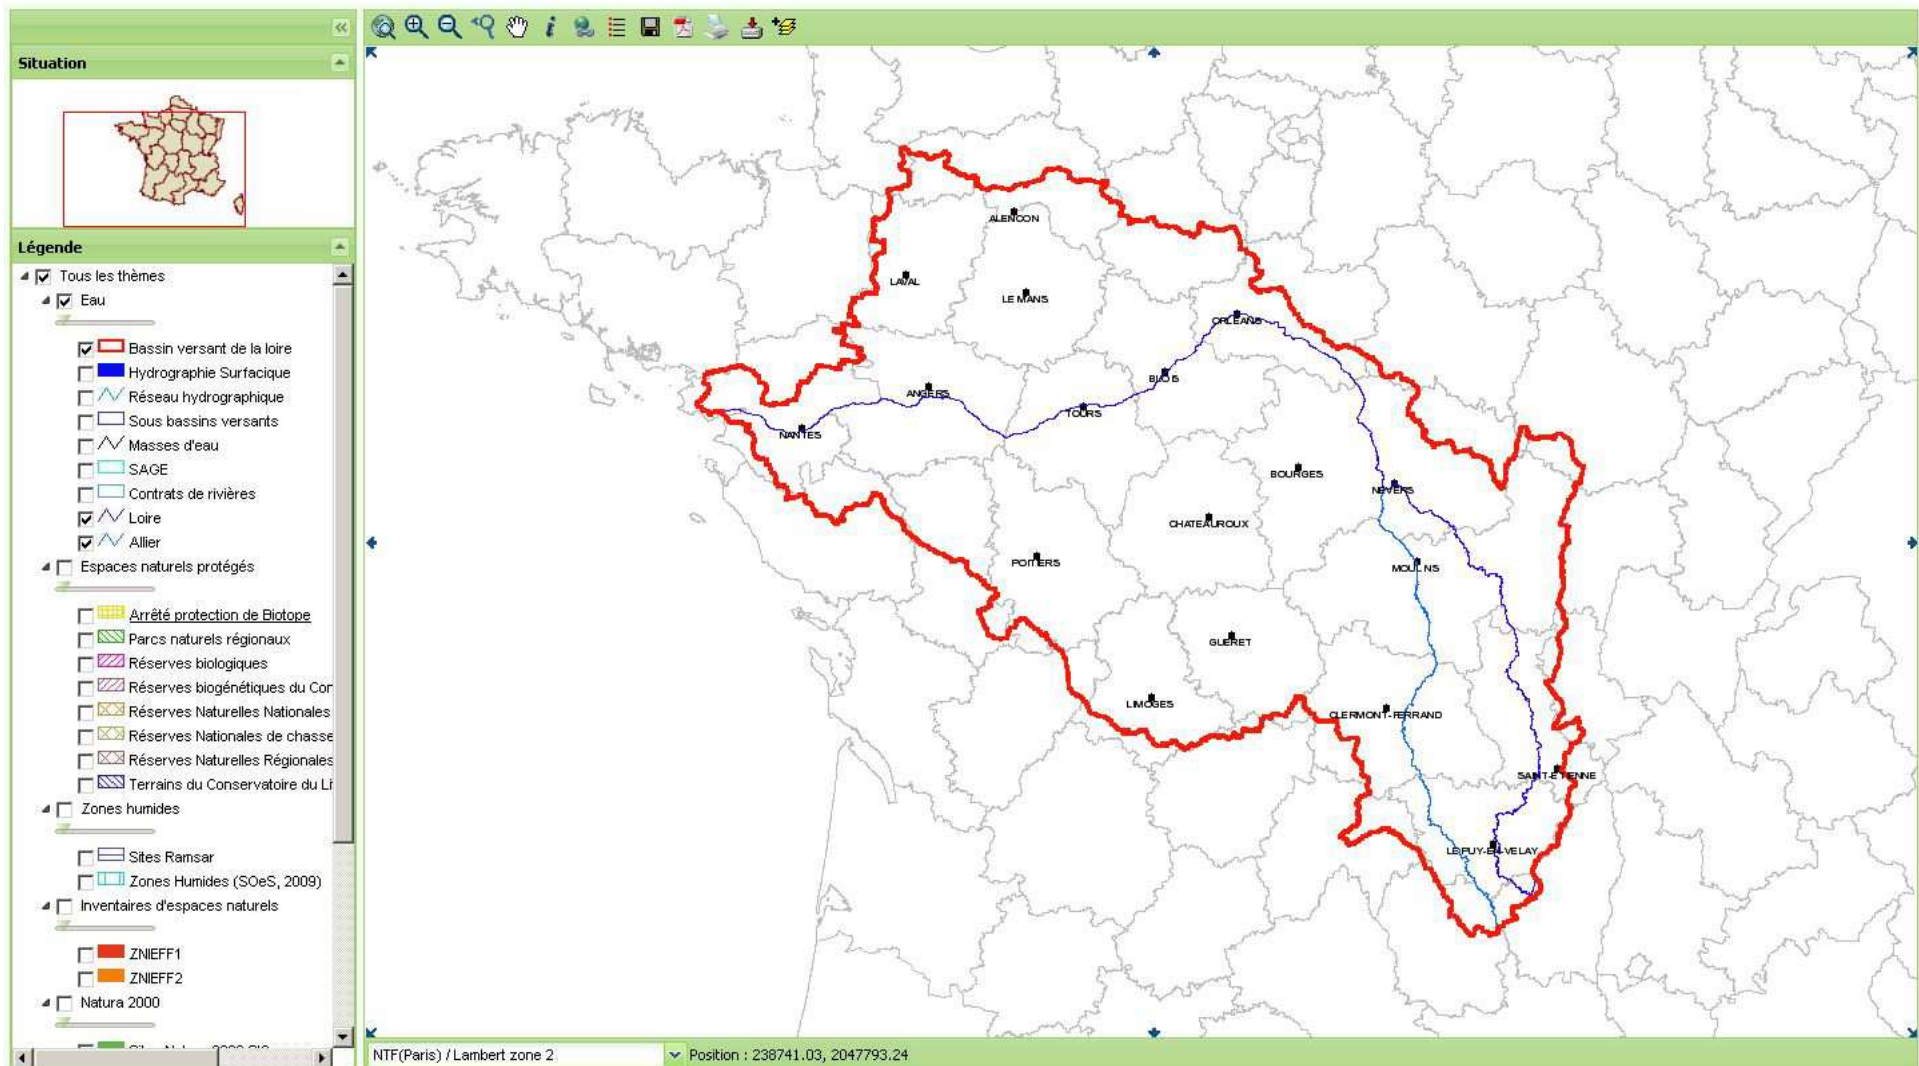 Situation
Légende
Tous les thèmes
Eau
Bassin versant de la loire
Hydrographie Surfacique
Réseau hydrographique
Sous bassins versants
Masses d'eau
SAGE
Contrats de rivières
Loire
Allier
Espaces naturels protégés
Arrêté protection de Biotope
Parcs naturels régionaux
Réserves biologiques
Réserves biogénétiques du Cor
Réserves Naturelles Nationales
Réserves Nationales de chasse
Réserves Naturelles Régionales
Terrains du Conservatoire du Li
Zones humides
Sites Ramsar
Zones Humides (SOeS, 2009)
Inventaires d'espaces naturels
ZNIEFF1
ZNIEFF2
Natura 2000
ALENCON
LAVAL
LE MANS
ORLEANS
BLOIS
ANGERS
TOURS
NANTES
BOURGES
NEVERS
CHATEAUROUX
POITIERS
MOULINS
GUERET
LIMOGES
CLERMONT-FERRAND
SAINT-ETIENNE
LE PUY-EN-VELAY
NTF(Paris) / Lambert zone 2
Position : 238741.03, 2047793.24